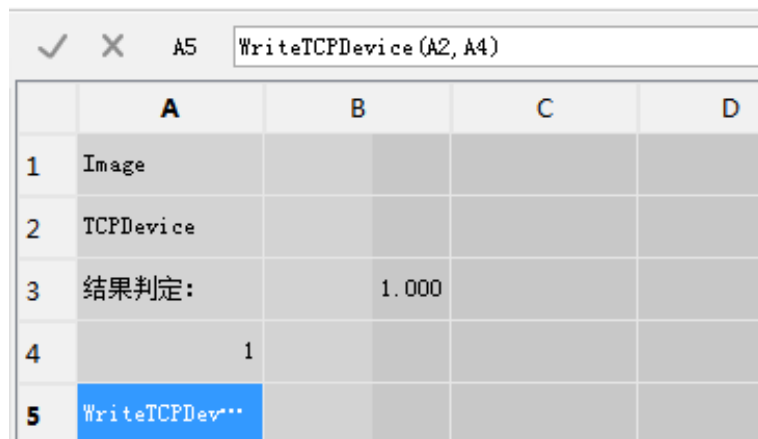 A5 WriteTCPDevice(A2,A4)
A B C D
1 Image
2 TCPDevice
3 结果判定: 1.000
4 1
5 WriteTCPDev…